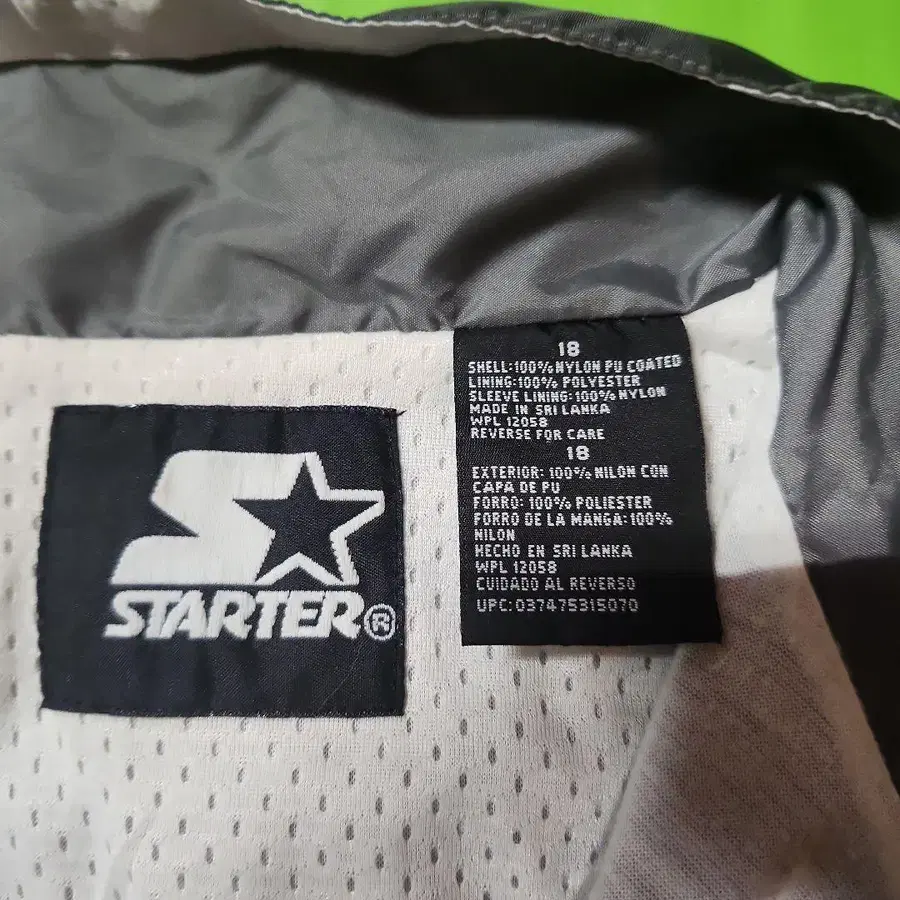 STARTER®
18
SHELL:100% NYLON PU COATED
LINING:100% POLYESTER
SLEEVE LINING:100% NYLON
MADE IN SRI LANKA
WPL 12058
REVERSE FOR CARE
18
EXTERIOR: 100% NILON CON
CAPA DE PU
FORRO: 100% POLIESTER
FORRO DE LA MANGA: 100%
NILON
HECHO EN SRI LANKA
WPL 12058
CUIDADO AL REVERSO
UPC:037475315070